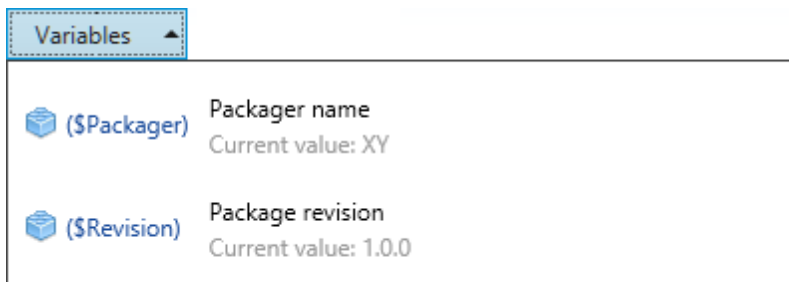 Variables
($Packager)
Packager name
Current value: XY
($Revision)
Package revision
Current value: 1.0.0